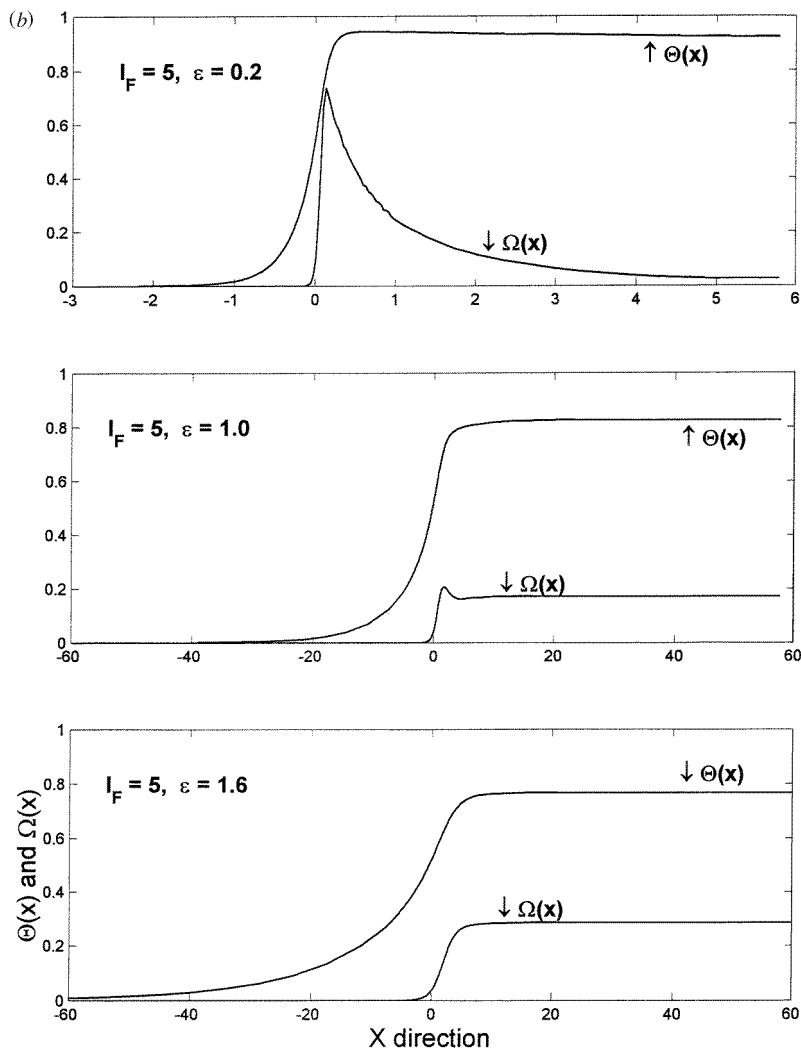 (b)
1
0.8
0.6
0.4
0.2
0
I_F = 5, ε = 0.2
↑ Θ(x)
↓ Ω(x)
-3 -2 -1 0 1 2 3 4 5 6
1
0.8
0.6
0.4
0.2
0
I_F = 5, ε = 1.0
↑ Θ(x)
↓ Ω(x)
-60 -40 -20 0 20 40 60
Θ(x) and Ω(x)
1
0.8
0.6
0.4
0.2
0
I_F = 5, ε = 1.6
↓ Θ(x)
↓ Ω(x)
-60 -40 -20 0 20 40 60
X direction